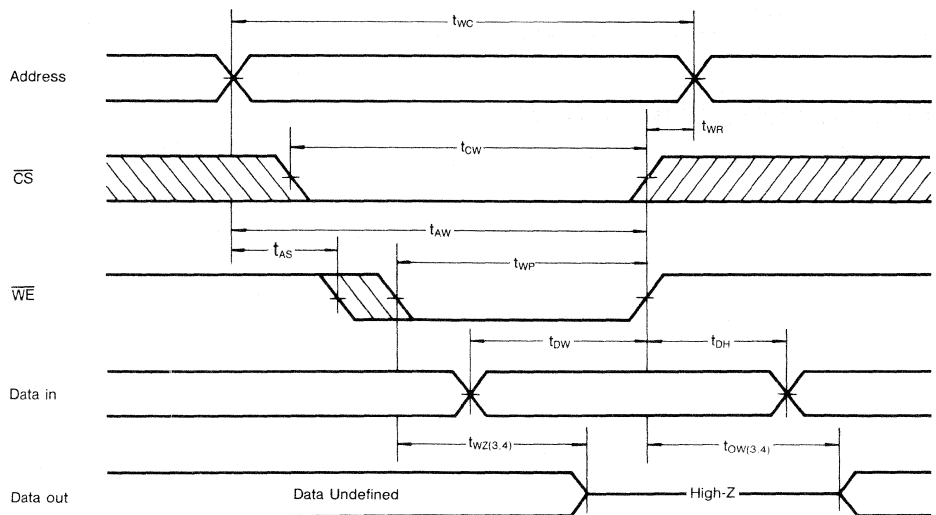 tWC
Address
tWR
tCW
CS
tAW
tAS
tWP
WE
tDW
tDH
Data in
tWZ(3.4)
tOW(3.4)
Data out
Data Undefined
High-Z